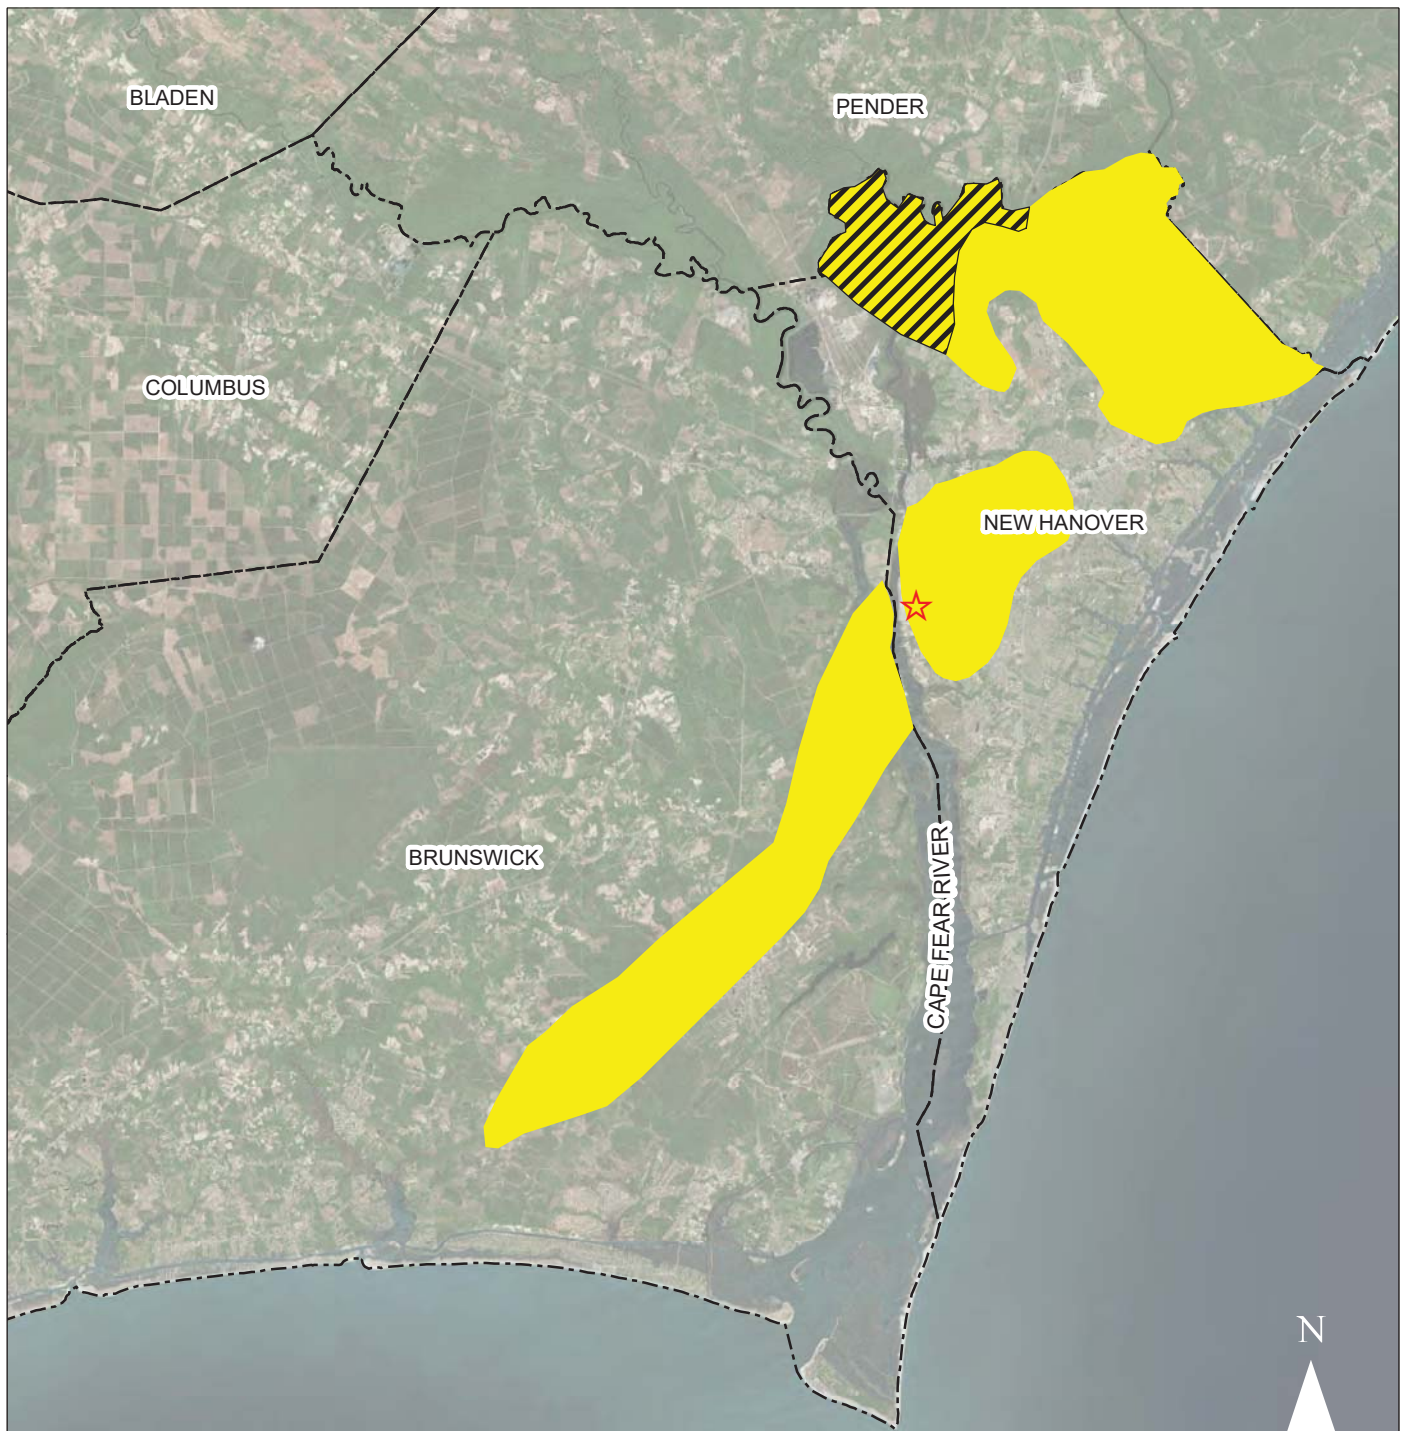 BLADEN
PENDER
COLUMBUS
NEW HANOVER
BRUNSWICK
CAPE FEAR RIVER
N